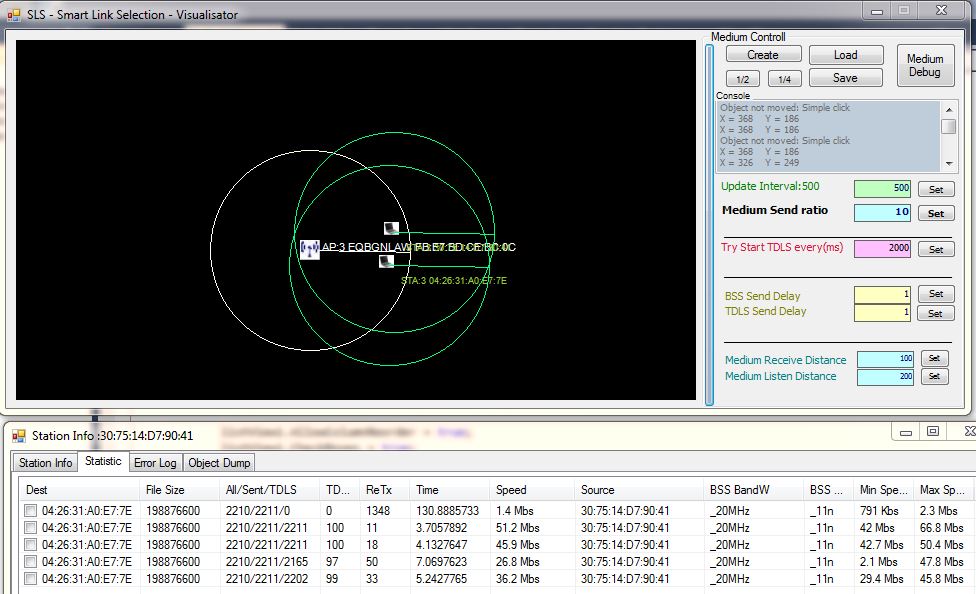 SLS - Smart Link Selection - Visualisator
Medium Controll
Create Load Medium Debug
1/2 1/4 Save
Console
Object not moved: Simple click
X = 368 Y = 186
X = 368 Y = 186
Object not moved: Simple click
X = 368 Y = 186
X = 326 Y = 249
Update Interval:500 500 Set
Medium Send ratio 10 Set
Try Start TDLS every(ms) 2000 Set
BSS Send Delay 1 Set
TDLS Send Delay 1 Set
Medium Receive Distance 100 Set
Medium Listen Distance 200 Set
AP:3 EQBGNLAW
STA:3 04:26:31:A0:E7:7E
Station Info :30:75:14:D7:90:41
Station Info Statistic Error Log Object Dump
Dest File Size All/Sent/TDLS TD... ReTx Time Speed Source BSS BandW BSS ... Min Spe... Max Sp...
04:26:31:A0:E7:7E 198876600 2210/2211/0 0 1348 130.8885733 1.4 Mbs 30:75:14:D7:90:41 _20MHz _11n 791 Kbs 2.3 Mbs
04:26:31:A0:E7:7E 198876600 2210/2211/2211 100 11 3.7057892 51.2 Mbs 30:75:14:D7:90:41 _20MHz _11n 42 Mbs 66.8 Mbs
04:26:31:A0:E7:7E 198876600 2210/2211/2211 100 18 4.1327647 45.9 Mbs 30:75:14:D7:90:41 _20MHz _11n 42.7 Mbs 50.4 Mbs
04:26:31:A0:E7:7E 198876600 2210/2211/2165 97 50 7.0697623 26.8 Mbs 30:75:14:D7:90:41 _20MHz _11n 2.1 Mbs 47.8 Mbs
04:26:31:A0:E7:7E 198876600 2210/2211/2202 99 33 5.2427765 36.2 Mbs 30:75:14:D7:90:41 _20MHz _11n 29.4 Mbs 45.8 Mbs